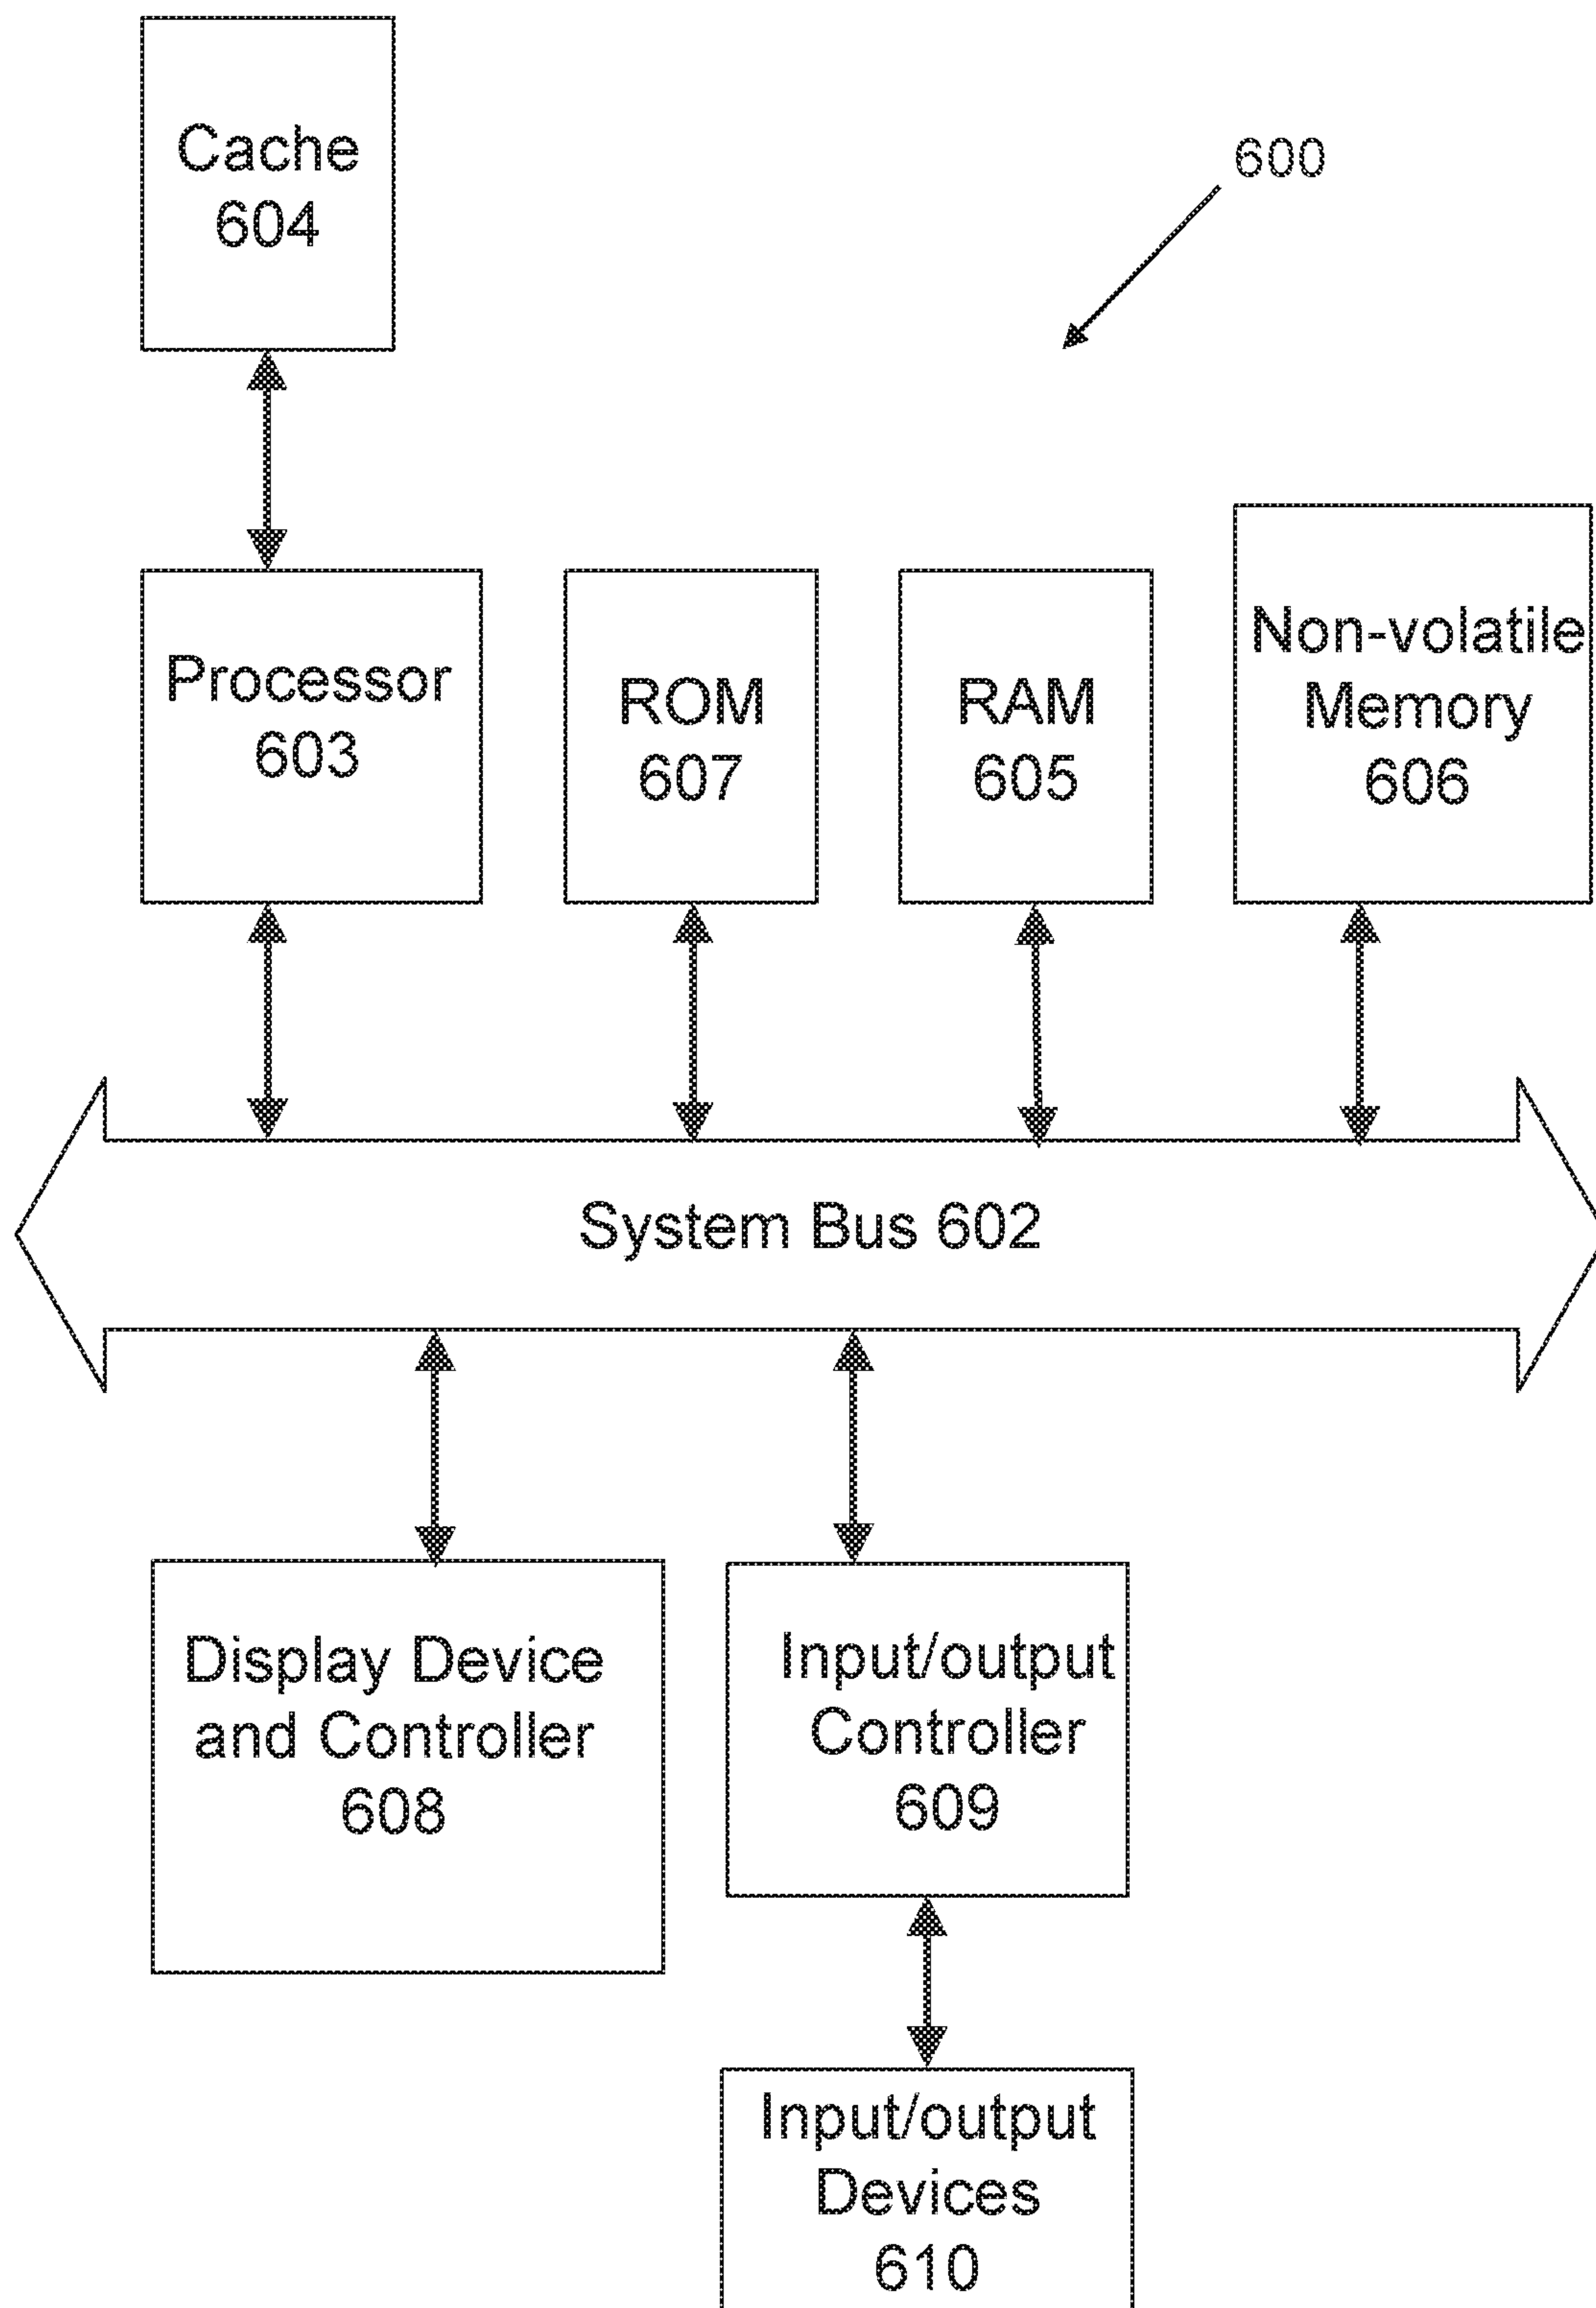 Cache
604
600
Processor
603
ROM
607
RAM
605
Non-volatile
Memory
606
System Bus 602
Display Device
and Controller
608
Input/output
Controller
609
Input/output
Devices
610